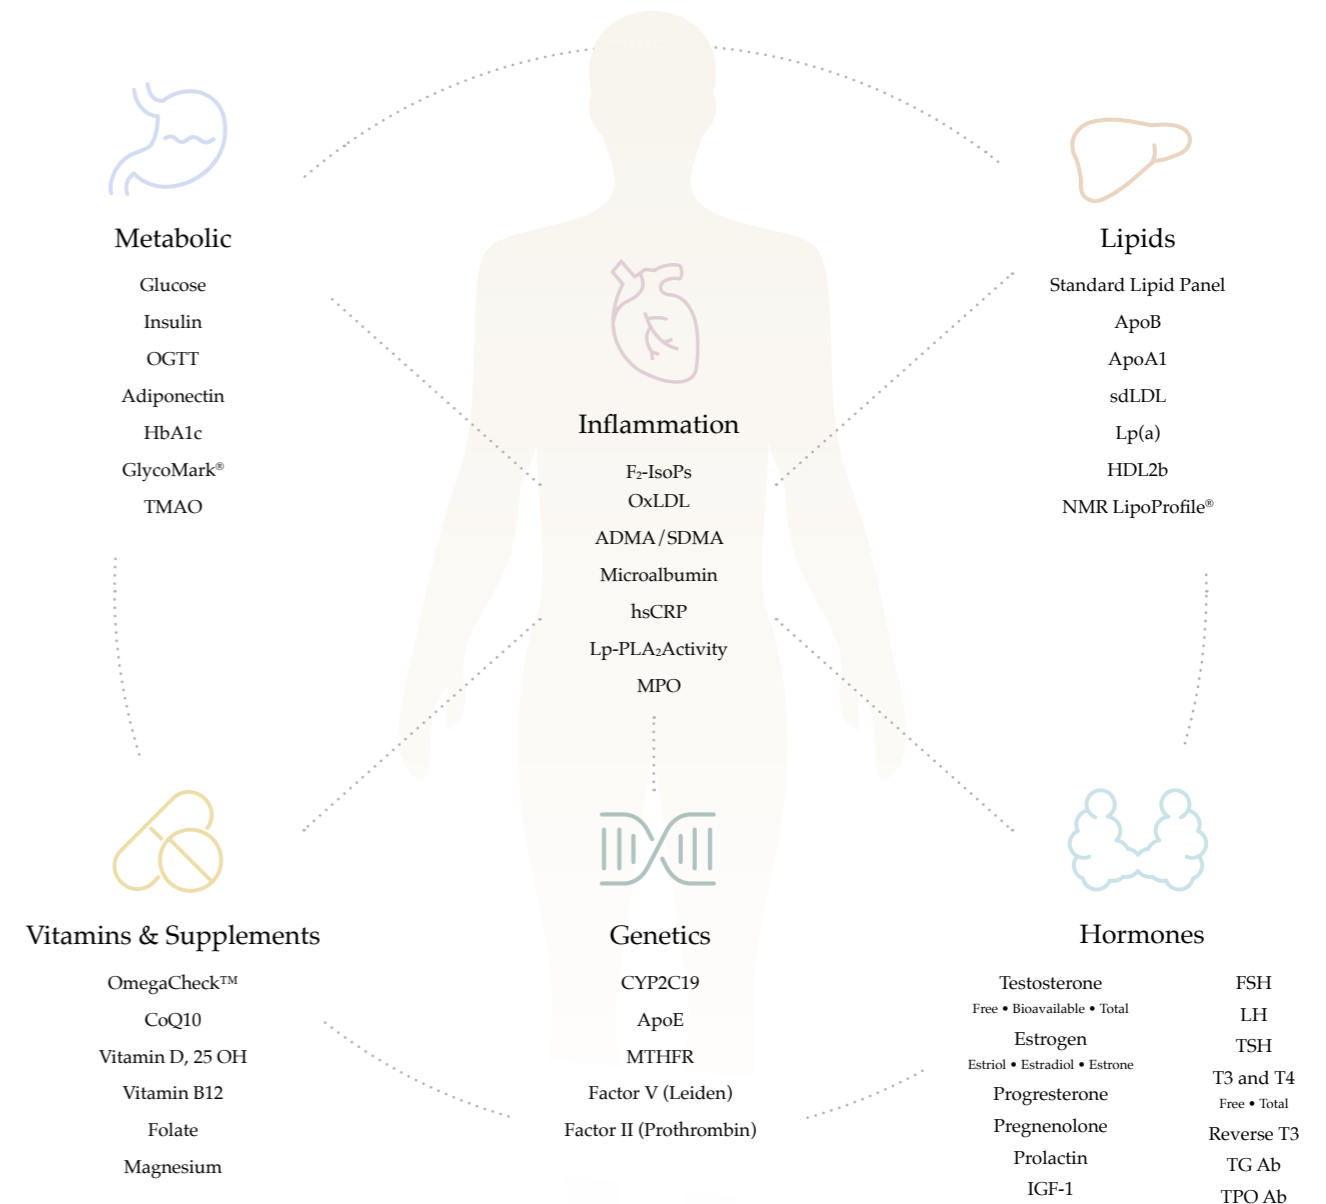 Metabolic
Glucose
Insulin
OGTT
Adiponectin
HbA1c
GlycoMark®
TMAO
Lipids
Standard Lipid Panel
ApoB
ApoA1
sdLDL
Lp(a)
HDL2b
NMR LipoProfile®
Inflammation
F₂-IsoPs
OxLDL
ADMA/SDMA
Microalbumin
hsCRP
Lp-PLA₂Activity
MPO
Vitamins & Supplements
OmegaCheck™
CoQ10
Vitamin D, 25 OH
Vitamin B12
Folate
Magnesium
Genetics
CYP2C19
ApoE
MTHFR
Factor V (Leiden)
Factor II (Prothrombin)
Hormones
Testosterone
Free • Bioavailable • Total
Estrogen
Estriol • Estradiol • Estrone
Progresterone
Pregnenolone
Prolactin
IGF-1
FSH
LH
TSH
T3 and T4
Free • Total
Reverse T3
TG Ab
TPO Ab